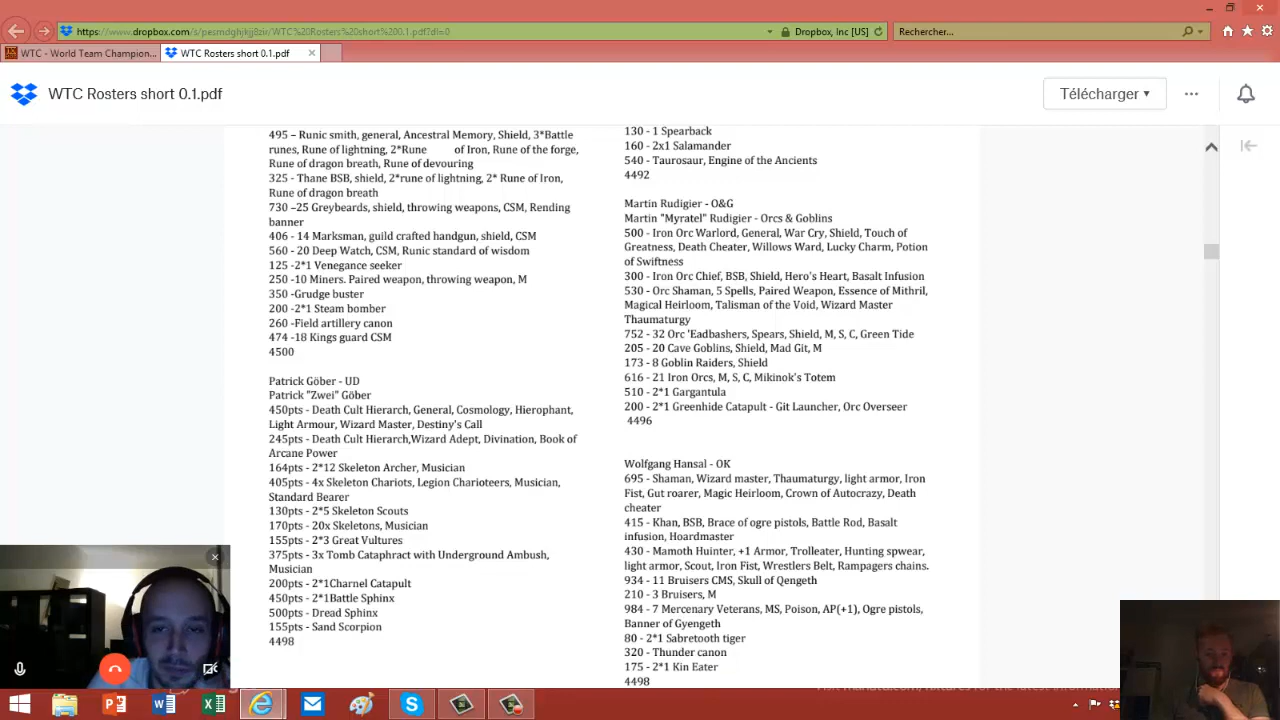 https://www.dropbox.com/s/pesmdghjkjj8zir/WTC%20Rosters%20short%200.1.pdf?dl=0
Dropbox, Inc [US]
Rechercher...
WTC - World Team Champion...
WTC Rosters short 0.1.pdf
WTC Rosters short 0.1.pdf
Télécharger
495 – Runic smith, general, Ancestral Memory, Shield, 3*Battle
runes, Rune of lightning, 2*Rune of Iron, Rune of the forge,
Rune of dragon breath, Rune of devouring
325 - Thane BSB, shield, 2*rune of lightning, 2* Rune of Iron,
Rune of dragon breath
730 –25 Greybeards, shield, throwing weapons, CSM, Rending
banner
406 - 14 Marksman, guild crafted handgun, shield, CSM
560 - 20 Deep Watch, CSM, Runic standard of wisdom
125 -2*1 Venegance seeker
250 -10 Miners. Paired weapon, throwing weapon, M
350 -Grudge buster
200 -2*1 Steam bomber
260 -Field artillery canon
474 -18 Kings guard CSM
4500
Patrick Göber - UD
Patrick "Zwei" Göber
450pts - Death Cult Hierarch, General, Cosmology, Hierophant,
Light Armour, Wizard Master, Destiny's Call
245pts - Death Cult Hierarch,Wizard Adept, Divination, Book of
Arcane Power
164pts - 2*12 Skeleton Archer, Musician
405pts - 4x Skeleton Chariots, Legion Charioteers, Musician,
Standard Bearer
130pts - 2*5 Skeleton Scouts
170pts - 20x Skeletons, Musician
155pts - 2*3 Great Vultures
375pts - 3x Tomb Cataphract with Underground Ambush,
Musician
200pts - 2*1Charnel Catapult
450pts - 2*1Battle Sphinx
500pts - Dread Sphinx
155pts - Sand Scorpion
4498
130 - 1 Spearback
160 - 2x1 Salamander
540 - Taurosaur, Engine of the Ancients
4492
Martin Rudigier - O&G
Martin "Myratel" Rudigier - Orcs & Goblins
500 - Iron Orc Warlord, General, War Cry, Shield, Touch of
Greatness, Death Cheater, Willows Ward, Lucky Charm, Potion
of Swiftness
300 - Iron Orc Chief, BSB, Shield, Hero's Heart, Basalt Infusion
530 - Orc Shaman, 5 Spells, Paired Weapon, Essence of Mithril,
Magical Heirloom, Talisman of the Void, Wizard Master
Thaumaturgy
752 - 32 Orc 'Eadbashers, Spears, Shield, M, S, C, Green Tide
205 - 20 Cave Goblins, Shield, Mad Git, M
173 - 8 Goblin Raiders, Shield
616 - 21 Iron Orcs, M, S, C, Mikinok's Totem
510 - 2*1 Gargantula
200 - 2*1 Greenhide Catapult - Git Launcher, Orc Overseer
4496
Wolfgang Hansal - OK
695 - Shaman, Wizard master, Thaumaturgy, light armor, Iron
Fist, Gut roarer, Magic Heirloom, Crown of Autocrazy, Death
cheater
415 - Khan, BSB, Brace of ogre pistols, Battle Rod, Basalt
infusion, Hoardmaster
430 - Mamoth Huinter, +1 Armor, Trolleater, Hunting spwear,
light armor, Scout, Iron Fist, Wrestlers Belt, Rampagers chains.
934 - 11 Bruisers CMS, Skull of Qengeth
210 - 3 Bruisers, M
984 - 7 Mercenary Veterans, MS, Poison, AP(+1), Ogre pistols,
Banner of Gyengeth
80 - 2*1 Sabretooth tiger
320 - Thunder canon
175 - 2*1 Kin Eater
4498